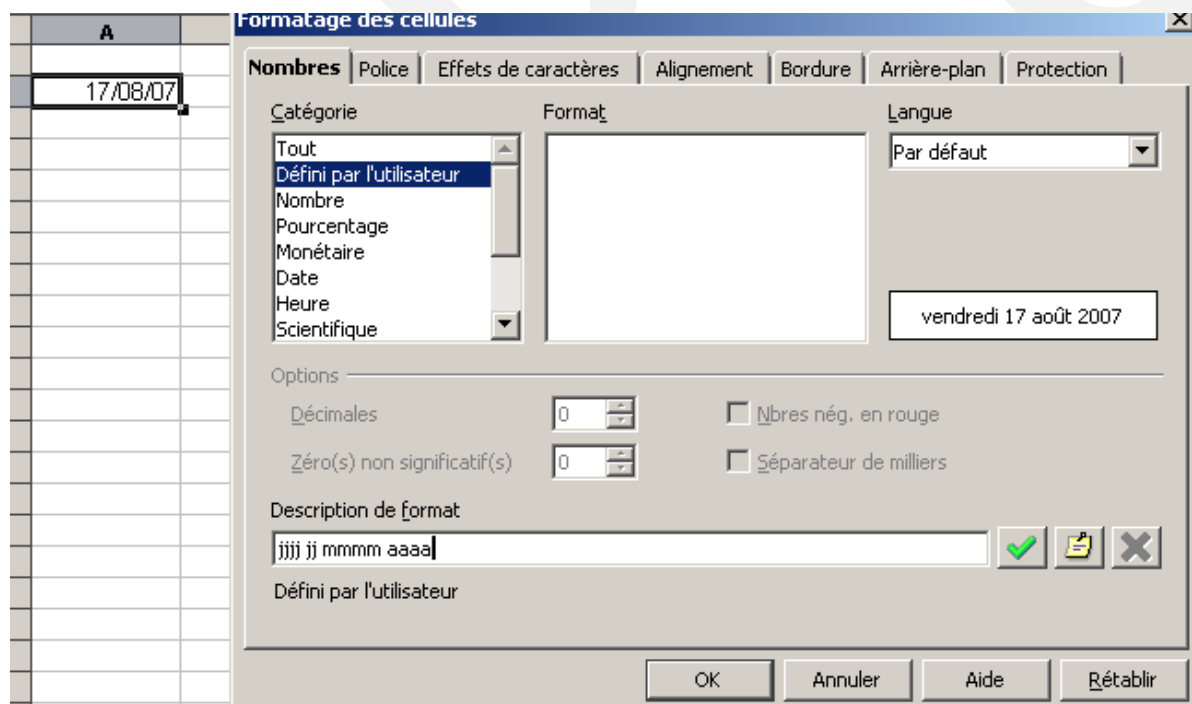 A
17/08/07
Formatage des cellules
Nombres Police Effets de caractères Alignement Bordure Arrière-plan Protection
Catégorie Format Langue
Tout
Défini par l'utilisateur
Nombre
Pourcentage
Monétaire
Date
Heure
Scientifique
Par défaut
vendredi 17 août 2007
Options
Décimales 0 Nbres nég. en rouge
Zéro(s) non significatif(s) 0 Séparateur de milliers
Description de format
jjjj jj mmmm aaaa
Défini par l'utilisateur
OK Annuler Aide Rétablir